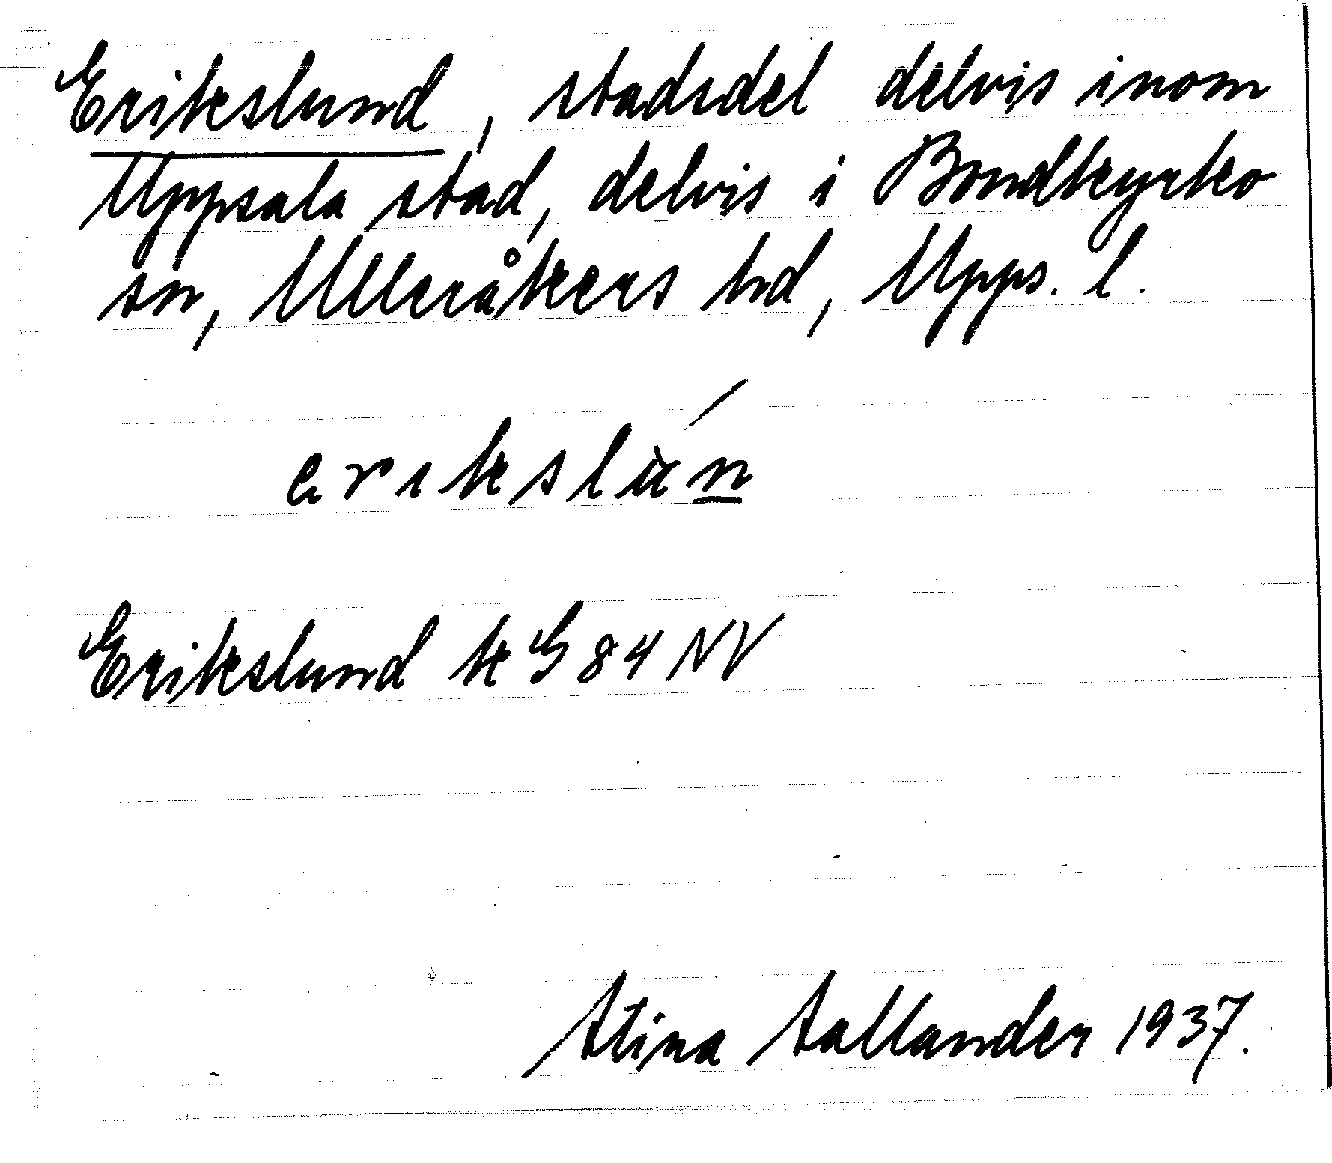 Erikslund, stadsdel delvis inom
Uppsala stad, delvis i Bondkyrko
sn, Ulleråkers hd, Upps. l.
erikslún
Erikslund k G 84 NV
Stina Sallander 1937.